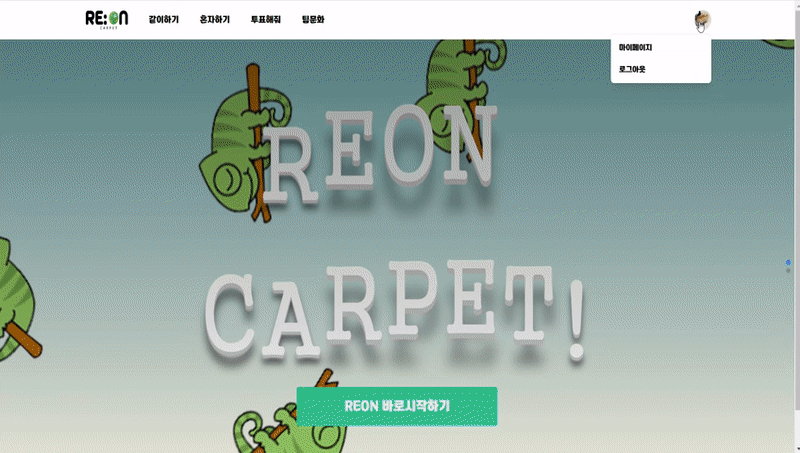 RE:ON
CARPET
같이하기
혼자하기
투표해줘
팁문화
마이페이지
로그아웃
REON
CARPET!
REON 바로시작하기